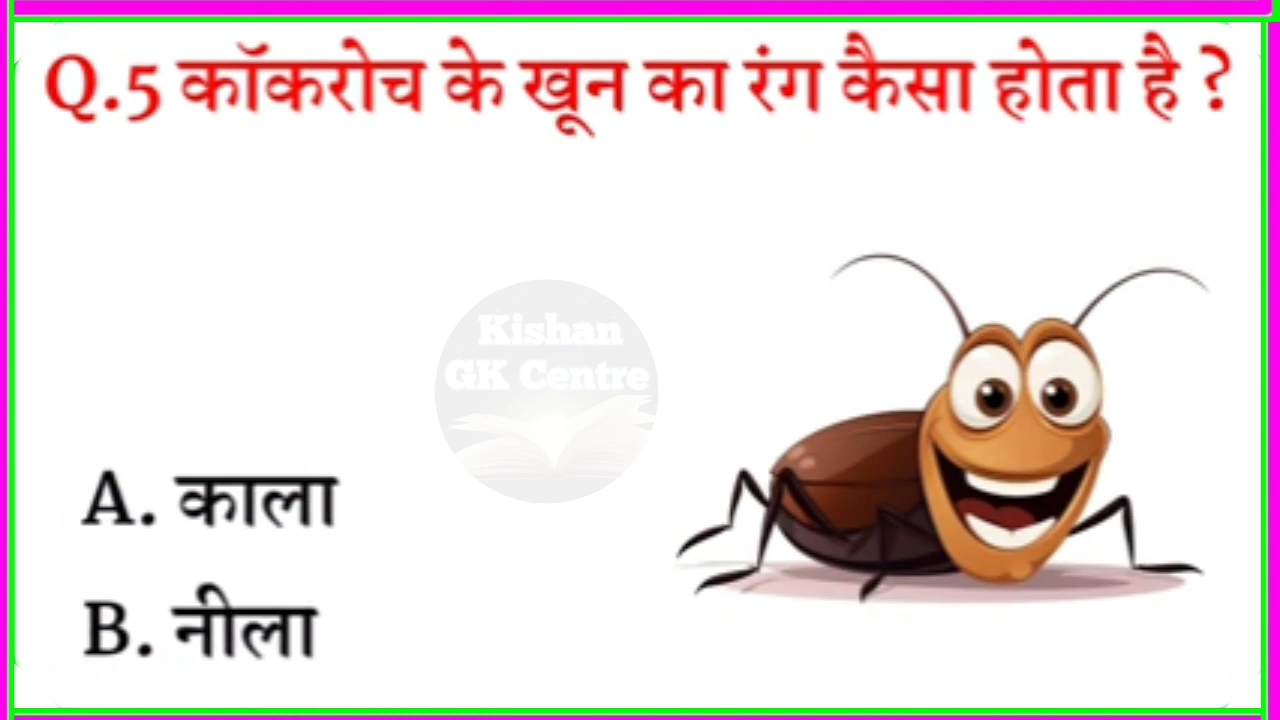 Q.5 कॉकरोच के खून का रंग कैसा होता है ?
Kishan
GK Centre
A. काला
B. नीला